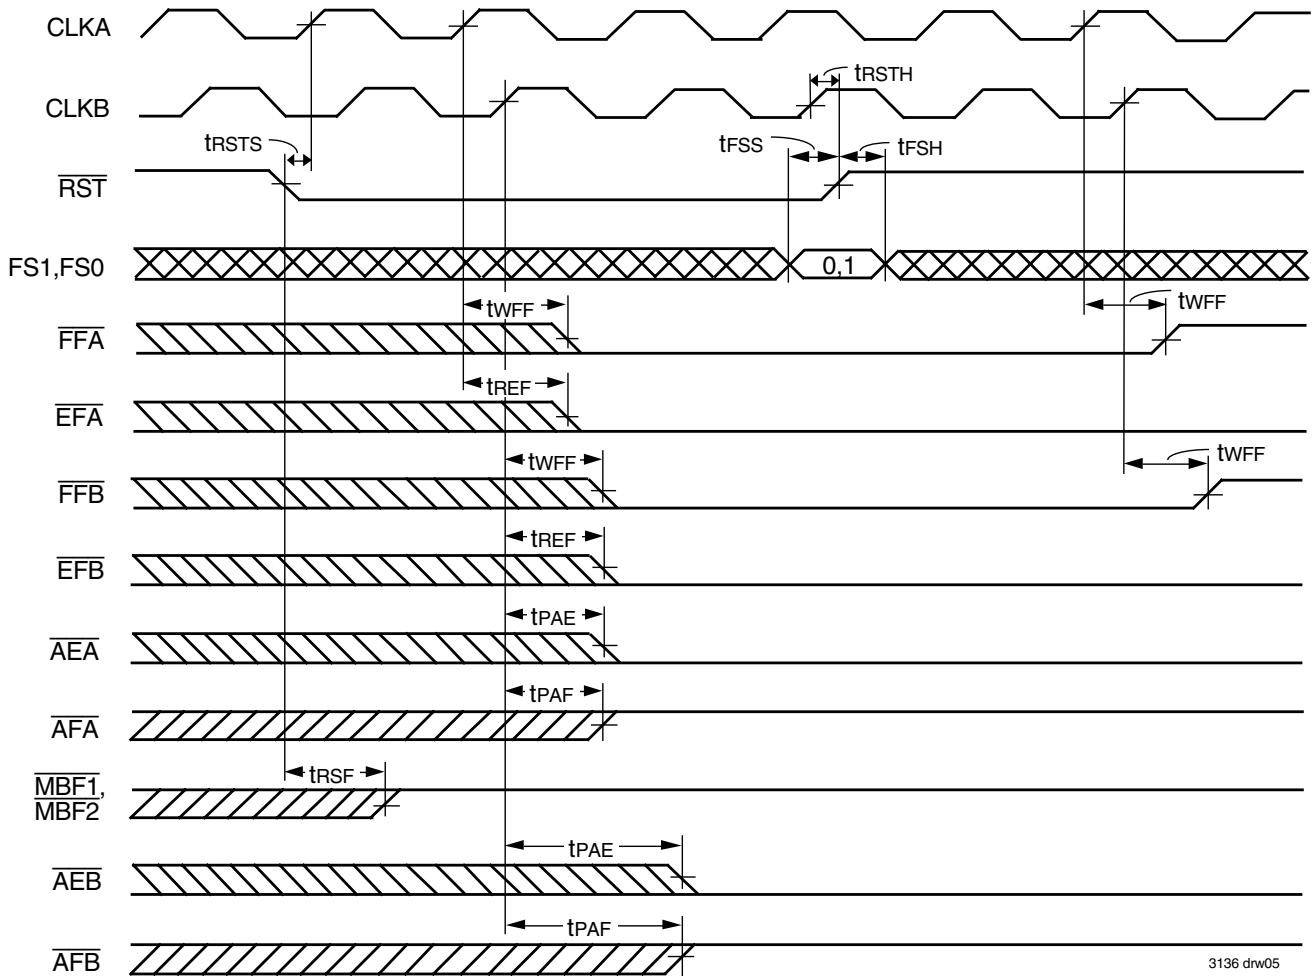 CLKA
tRSTH
CLKB
tRSTS
tFSS
tFSH
RST
FS1,FS0
0,1
tWFF
tWFF
FFA
tREF
EFA
tWFF
tWFF
FFB
tREF
EFB
tPAE
AEA
tPAF
AFA
tRSF
MBF1,
MBF2
tPAE
AEB
tPAF
AFB
3136 drw05